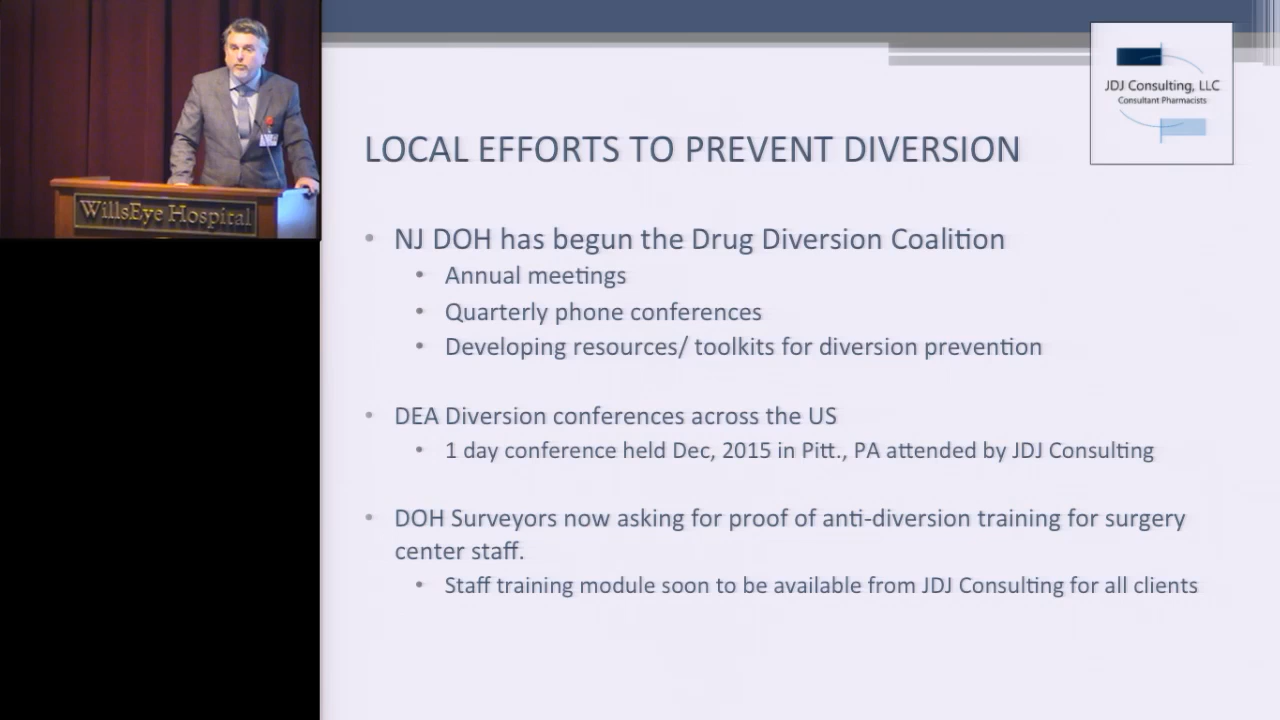 WillsEye Hospital
JDJ Consulting, LLC
Consultant Pharmacists
LOCAL EFFORTS TO PREVENT DIVERSION
• NJ DOH has begun the Drug Diversion Coalition
• Annual meetings
• Quarterly phone conferences
• Developing resources/ toolkits for diversion prevention
• DEA Diversion conferences across the US
• 1 day conference held Dec, 2015 in Pitt., PA attended by JDJ Consulting
• DOH Surveyors now asking for proof of anti-diversion training for surgery
center staff.
• Staff training module soon to be available from JDJ Consulting for all clients